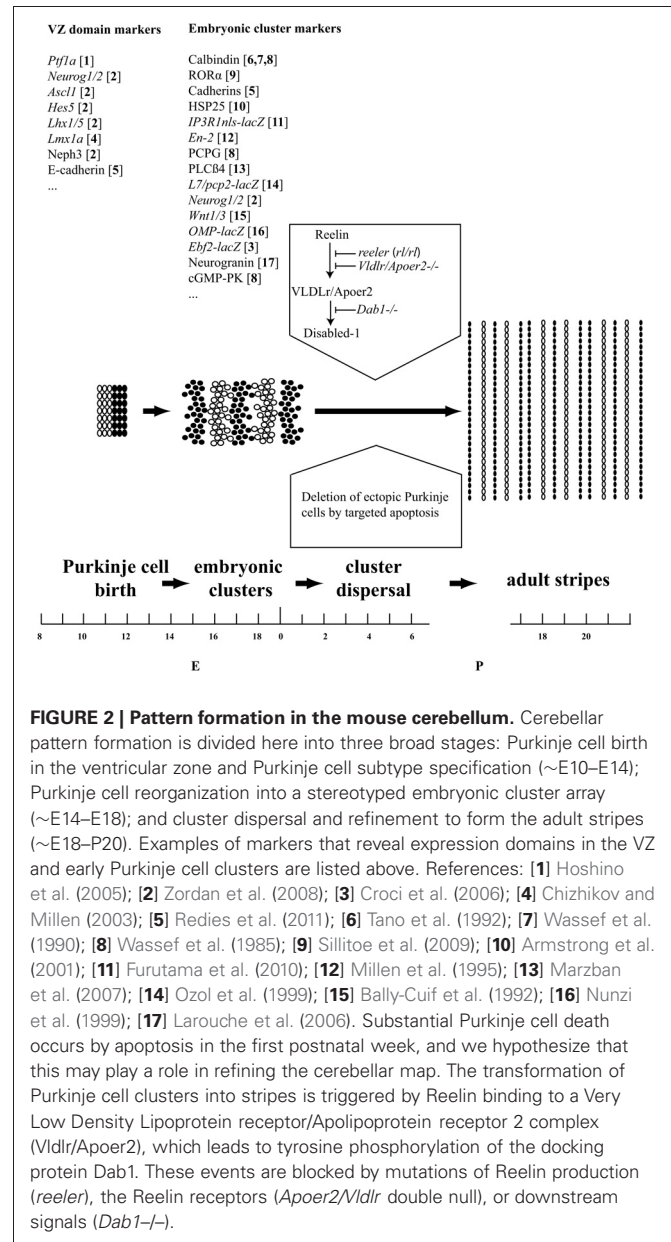 VZ domain markers
Ptf1a [1]
Neurog1/2 [2]
Ascl1 [2]
Hes5 [2]
Lhx1/5 [2]
Lmx1a [4]
Neph3 [2]
E-cadherin [5]
...
Embryonic cluster markers
Calbindin [6,7,8]
RORα [9]
Cadherins [5]
HSP25 [10]
IP3R1nls-lacZ [11]
En-2 [12]
PCPG [8]
PLCß4 [13]
L7/pcp2-lacZ [14]
Neurog1/2 [2]
Wnt1/3 [15]
OMP-lacZ [16]
Ebf2-lacZ [3]
Neurogranin [17]
cGMP-PK [8]
...
Reelin
reeler (rl/rl)
Vldlr/Apoer2-/-
VLDLr/Apoer2
Dab1-/-
Disabled-1
Deletion of ectopic Purkinje
cells by targeted apoptosis
Purkinje cell
birth
embryonic
clusters
cluster
dispersal
adult stripes
8 10 12 14 16 18 0 2 4 6 18 20
E P
FIGURE 2 | Pattern formation in the mouse cerebellum. Cerebellar
pattern formation is divided here into three broad stages: Purkinje cell birth
in the ventricular zone and Purkinje cell subtype specification (∼E10–E14);
Purkinje cell reorganization into a stereotyped embryonic cluster array
(∼E14–E18); and cluster dispersal and refinement to form the adult stripes
(∼E18–P20). Examples of markers that reveal expression domains in the VZ
and early Purkinje cell clusters are listed above. References: [1] Hoshino
et al. (2005); [2] Zordan et al. (2008); [3] Croci et al. (2006); [4] Chizhikov and
Millen (2003); [5] Redies et al. (2011); [6] Tano et al. (1992); [7] Wassef et al.
(1990); [8] Wassef et al. (1985); [9] Sillitoe et al. (2009); [10] Armstrong et al.
(2001); [11] Furutama et al. (2010); [12] Millen et al. (1995); [13] Marzban
et al. (2007); [14] Ozol et al. (1999); [15] Bally-Cuif et al. (1992); [16] Nunzi
et al. (1999); [17] Larouche et al. (2006). Substantial Purkinje cell death
occurs by apoptosis in the first postnatal week, and we hypothesize that
this may play a role in refining the cerebellar map. The transformation of
Purkinje cell clusters into stripes is triggered by Reelin binding to a Very
Low Density Lipoprotein receptor/Apolipoprotein receptor 2 complex
(Vldlr/Apoer2), which leads to tyrosine phosphorylation of the docking
protein Dab1. These events are blocked by mutations of Reelin production
(reeler), the Reelin receptors (Apoer2/Vldlr double null), or downstream
signals (Dab1–/–).